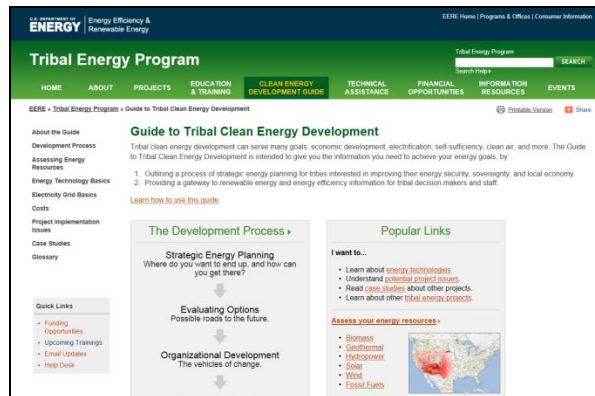 U.S. DEPARTMENT OF
ENERGY
Energy Efficiency &
Renewable Energy
EERE Home | Programs & Offices | Consumer Information
Tribal Energy Program
Tribal Energy Program
SEARCH
Search Help
HOME
ABOUT
PROJECTS
EDUCATION
& TRAINING
CLEAN ENERGY
DEVELOPMENT GUIDE
TECHNICAL
ASSISTANCE
FINANCIAL
OPPORTUNITIES
INFORMATION
RESOURCES
EVENTS
EERE » Tribal Energy Program » Guide to Tribal Clean Energy Development
Printable Version
Share
About the Guide
Development Process
Assessing Energy
Resources
Energy Technology Basics
Electricity Grid Basics
Costs
Project Implementation
Issues
Case Studies
Glossary
Quick Links
• Funding
Opportunities
• Upcoming Trainings
• Email Updates
• Help Desk
Guide to Tribal Clean Energy Development
Tribal clean energy development can serve many goals: economic development, electrification, self-sufficiency, clean air, and more. The Guide
to Tribal Clean Energy Development is intended to give you the information you need to achieve your energy goals, by:
1. Outlining a process of strategic energy planning for tribes interested in improving their energy security, sovereignty, and local economy
2. Providing a gateway to renewable energy and energy efficiency information for tribal decision makers and staff.
Learn how to use this guide.
The Development Process ›
Strategic Energy Planning
Where do you want to end up, and how can
you get there?
Evaluating Options
Possible roads to the future.
Organizational Development
The vehicles of change.
Popular Links
I want to...
• Learn about energy technologies.
• Understand potential project issues.
• Read case studies about other projects.
• Learn about other tribal energy projects.
Assess your energy resources ›
• Biomass
• Geothermal
• Hydropower
• Solar
• Wind
• Fossil Fuels